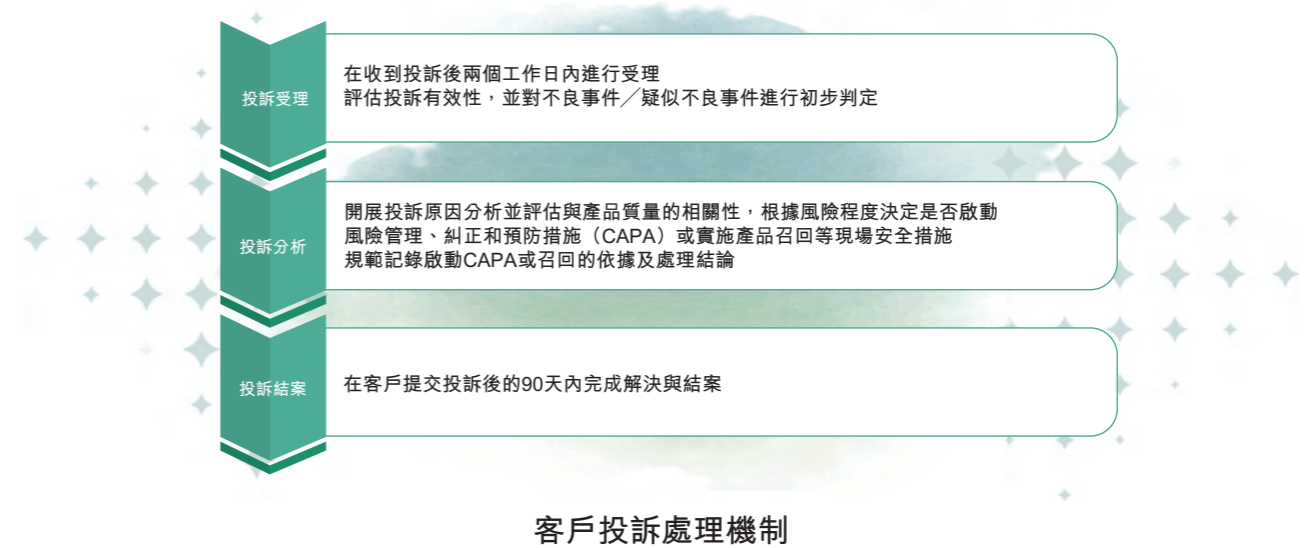 投訴受理
在收到投訴後兩個工作日內進行受理
評估投訴有效性，並對不良事件╱疑似不良事件進行初步判定
投訴分析
開展投訴原因分析並評估與產品質量的相關性，根據風險程度決定是否啟動
風險管理、糾正和預防措施（CAPA）或實施產品召回等現場安全措施
規範記錄啟動CAPA或召回的依據及處理結論
投訴結案
在客戶提交投訴後的90天內完成解決與結案
客戶投訴處理機制